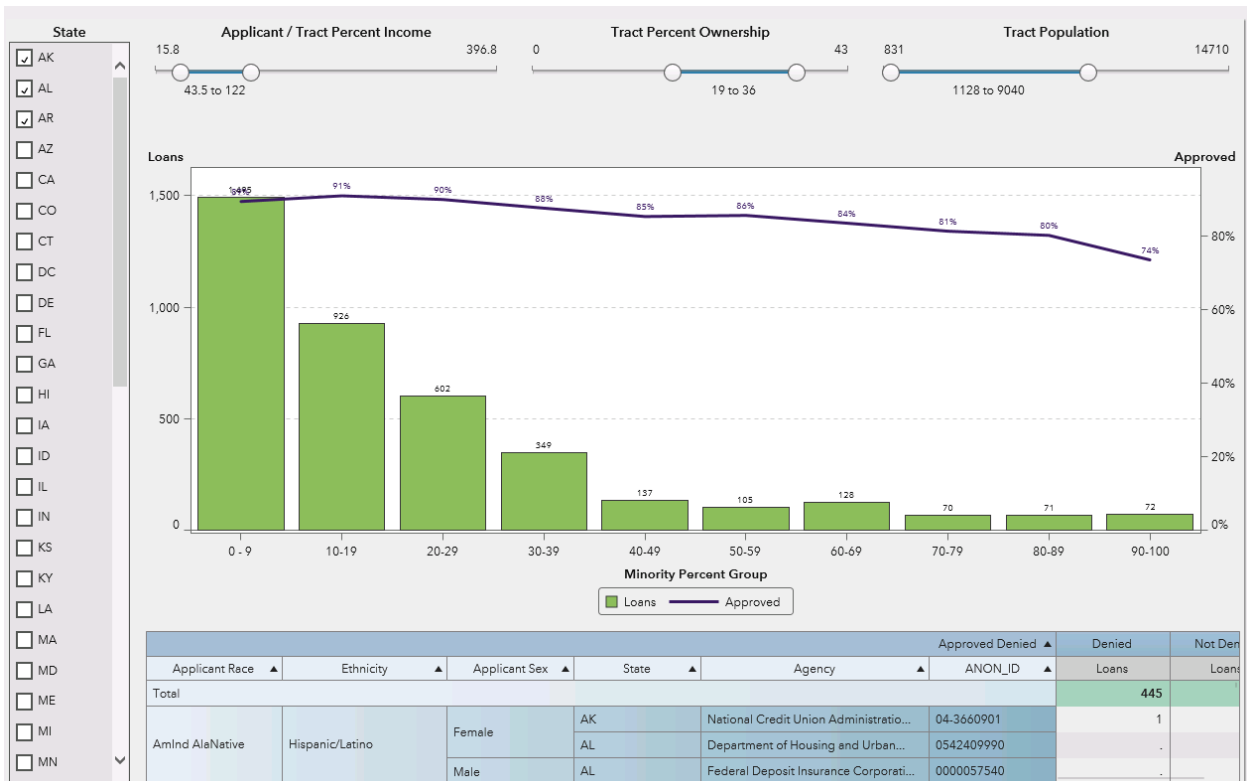 State
Applicant / Tract Percent Income
Tract Percent Ownership
Tract Population
15.8 396.8
43.5 to 122
0 43
19 to 36
831 14710
1128 to 9040
AK
AL
AR
AZ
CA
CO
CT
DC
DE
FL
GA
HI
IA
ID
IL
IN
KS
KY
LA
MA
MD
ME
MI
MN
Loans Approved
1,500
1,000
500
0
80%
60%
40%
20%
0%
1,495 926 602 349 137 105 128 70 71 72
89% 91% 90% 88% 85% 86% 84% 81% 80% 74%
0 - 9 10-19 20-29 30-39 40-49 50-59 60-69 70-79 80-89 90-100
Minority Percent Group
Loans Approved
Approved Denied Denied Not Den
Applicant Race Ethnicity Applicant Sex State Agency ANON_ID Loans Loans
Total 445
AmInd AlaNative Hispanic/Latino Female AK National Credit Union Administratio... 04-3660901 1
AL Department of Housing and Urban... 0542409990 .
Male AL Federal Deposit Insurance Corporati... 0000057540 .